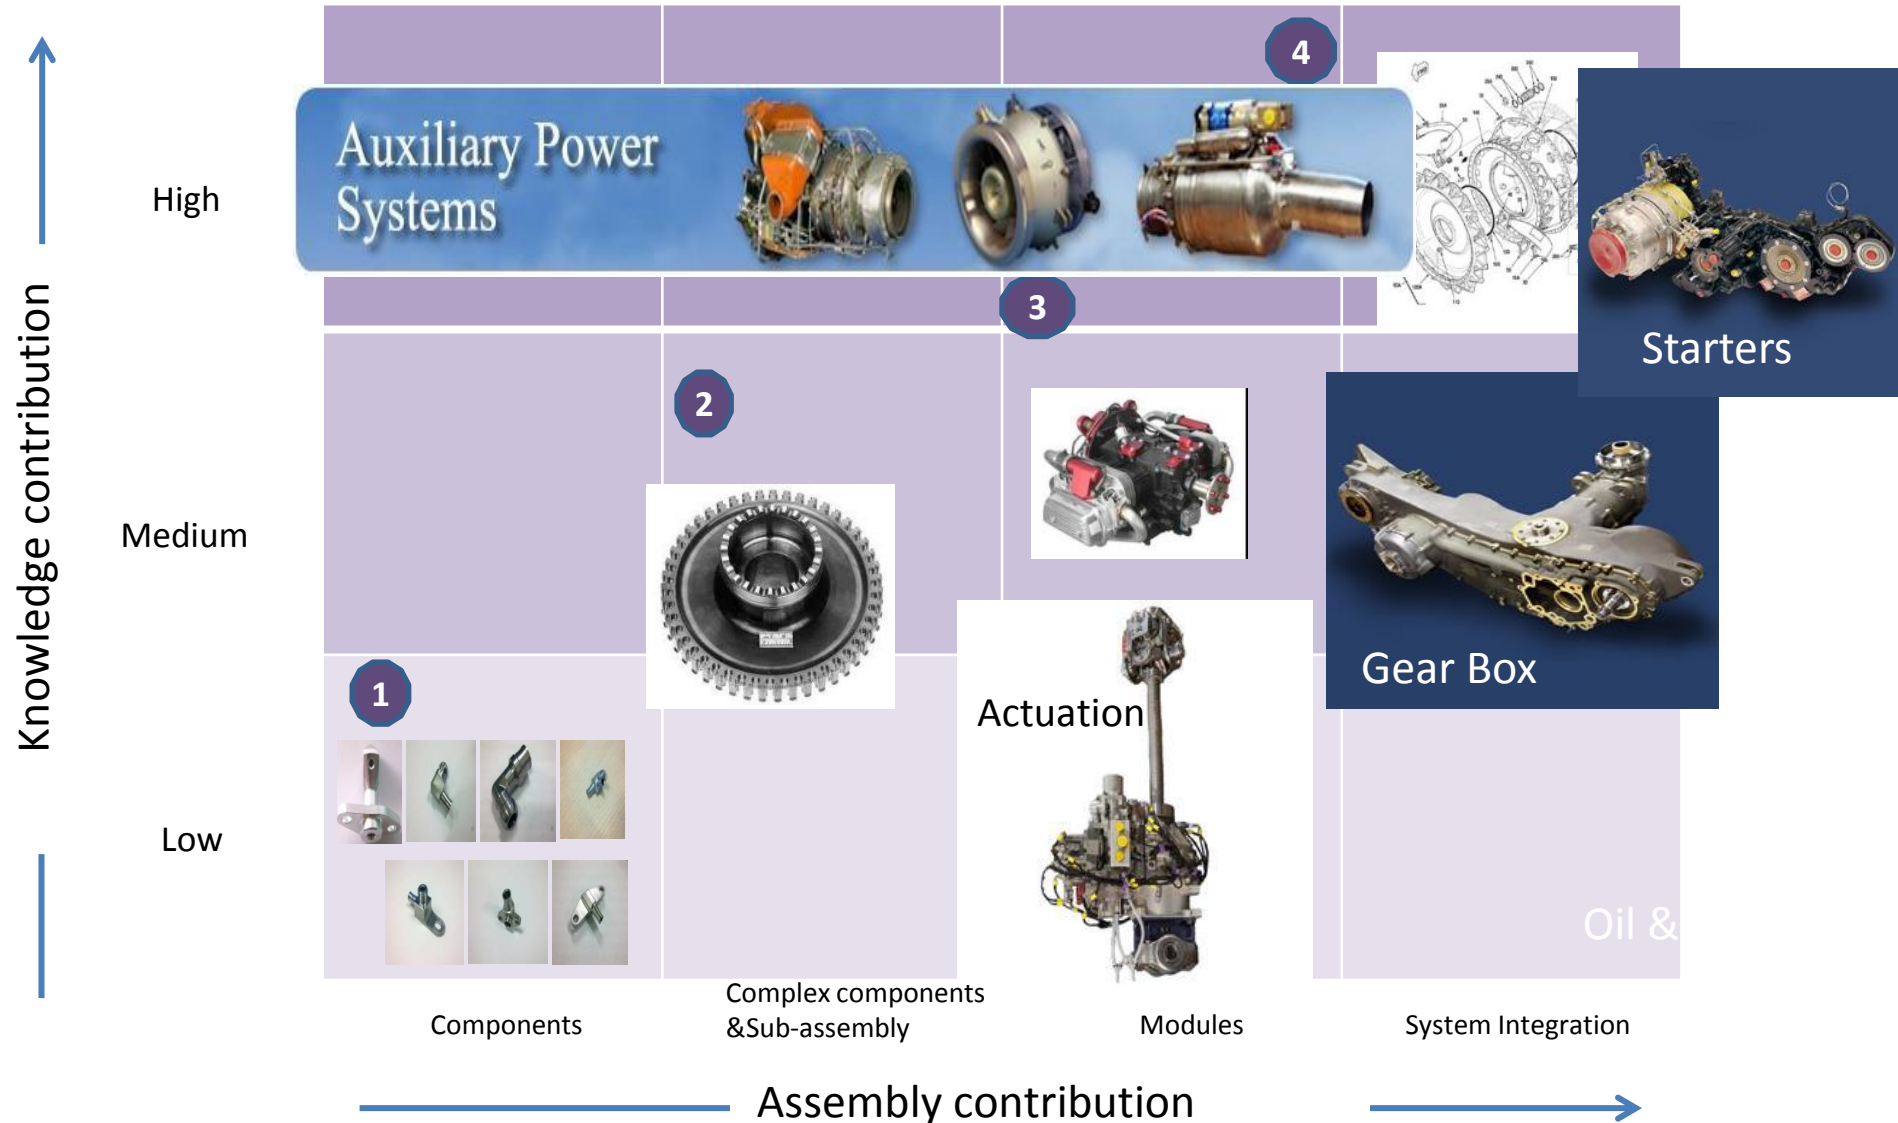 4
Auxiliary Power
Systems
High
3
Starters
Knowledge contribution
2
Medium
Gear Box
1
Actuation
Low
Oil &
Components
Complex components
&Sub-assembly
Modules
System Integration
Assembly contribution